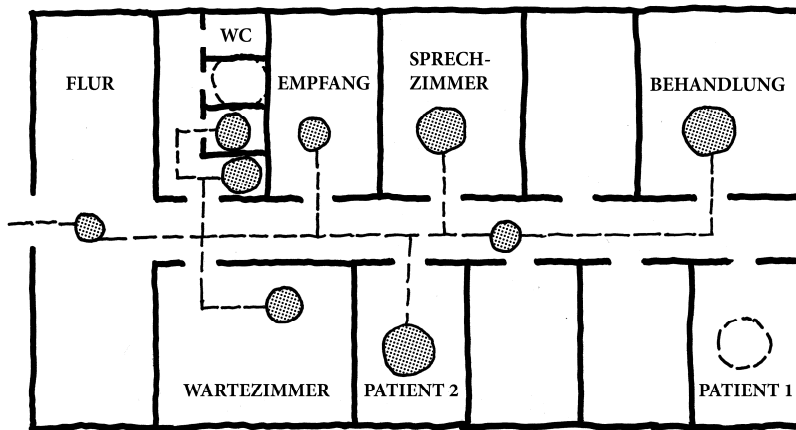 WC
FLUR
EMPFANG
SPRECH-
ZIMMER
BEHANDLUNG
WARTEZIMMER
PATIENT 2
PATIENT 1